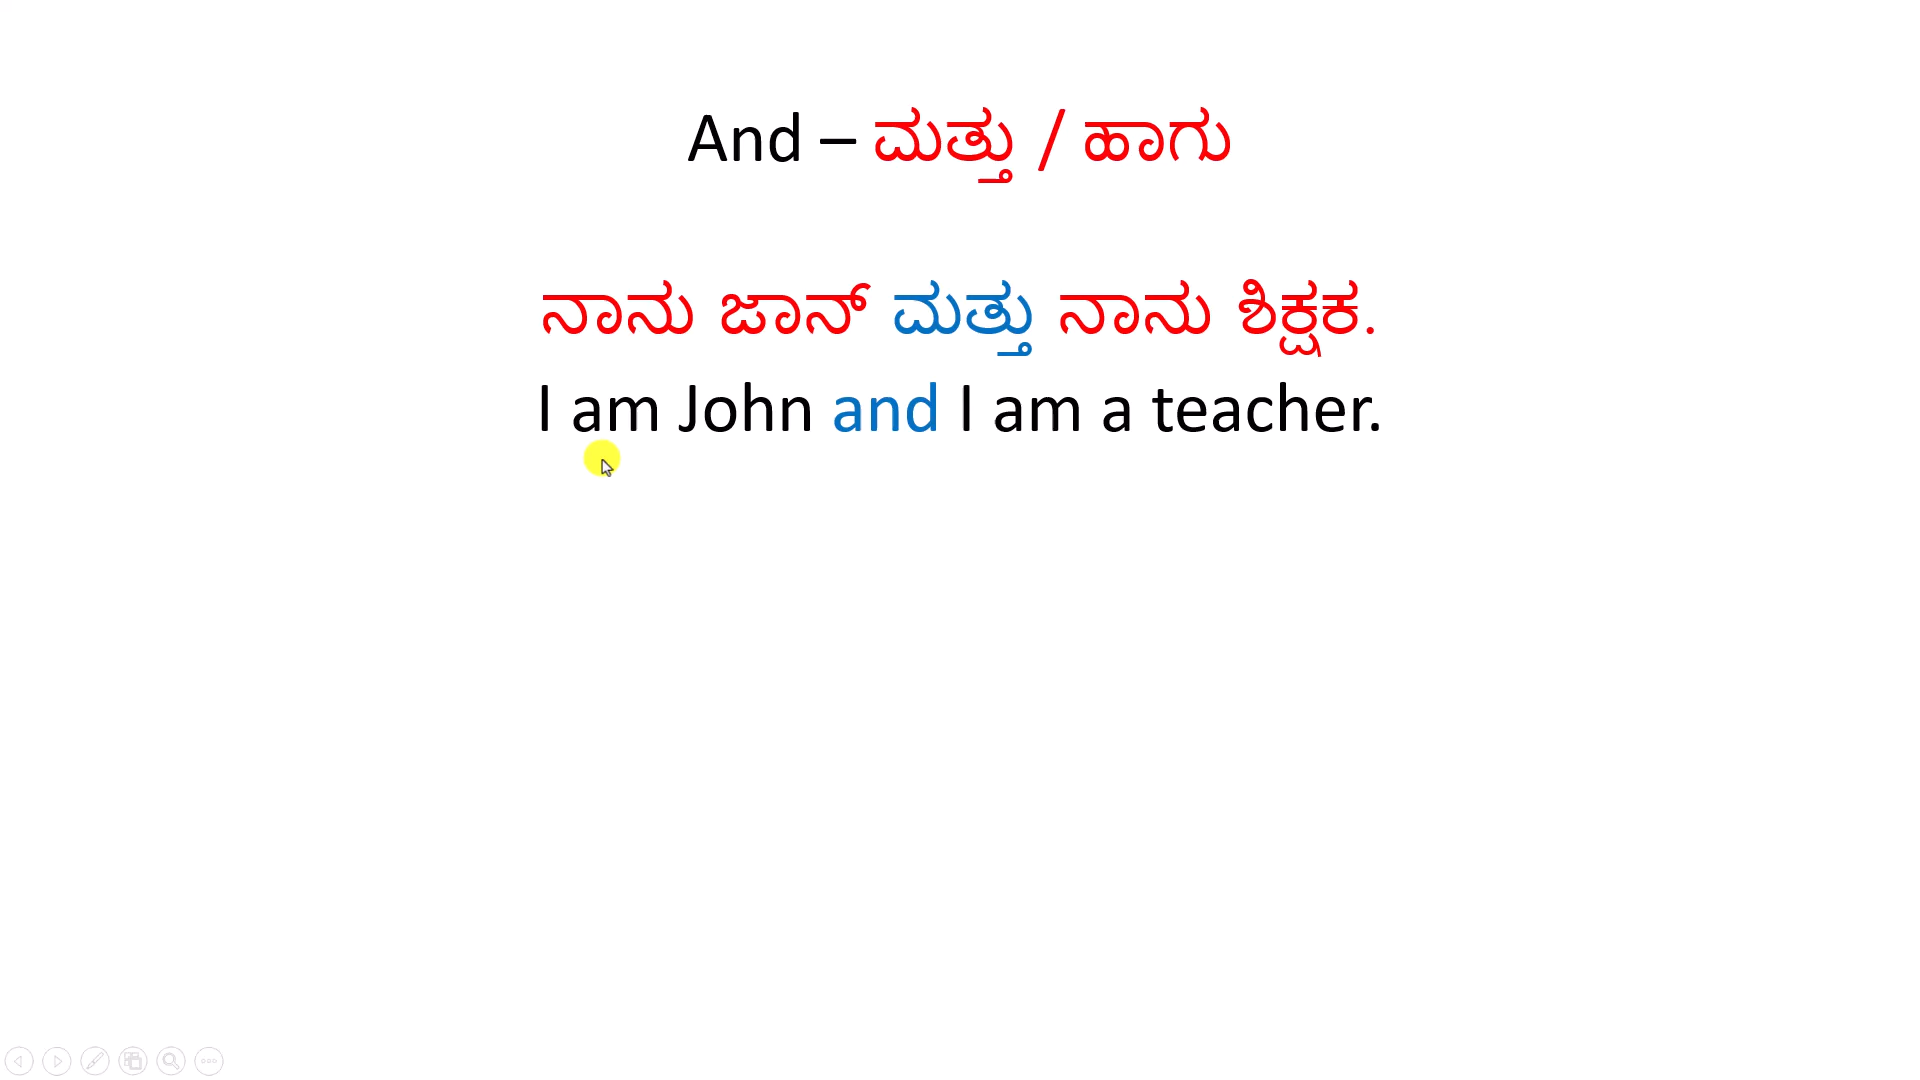 And – ಮತ್ತು / ಹಾಗು
ನಾನು ಜಾನ್ ಮತ್ತು ನಾನು ಶಿಕ್ಷಕ.
I am John and I am a teacher.